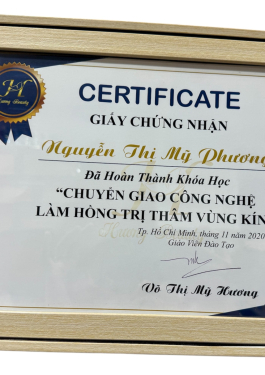 H
Hương Beauty
CERTIFICATE
GIẤY CHỨNG NHẬN
Nguyễn Thị Mỹ Phương
Đã Hoàn Thành Khóa Học
“CHUYỂN GIAO CÔNG NGHỆ
LÀM HỒNG TRỊ THÂM VÙNG KÍN
Tp. Hồ Chí Minh, tháng 11 năm 2020
Giáo Viên Đào Tạo
Võ Thị Mỹ Hương